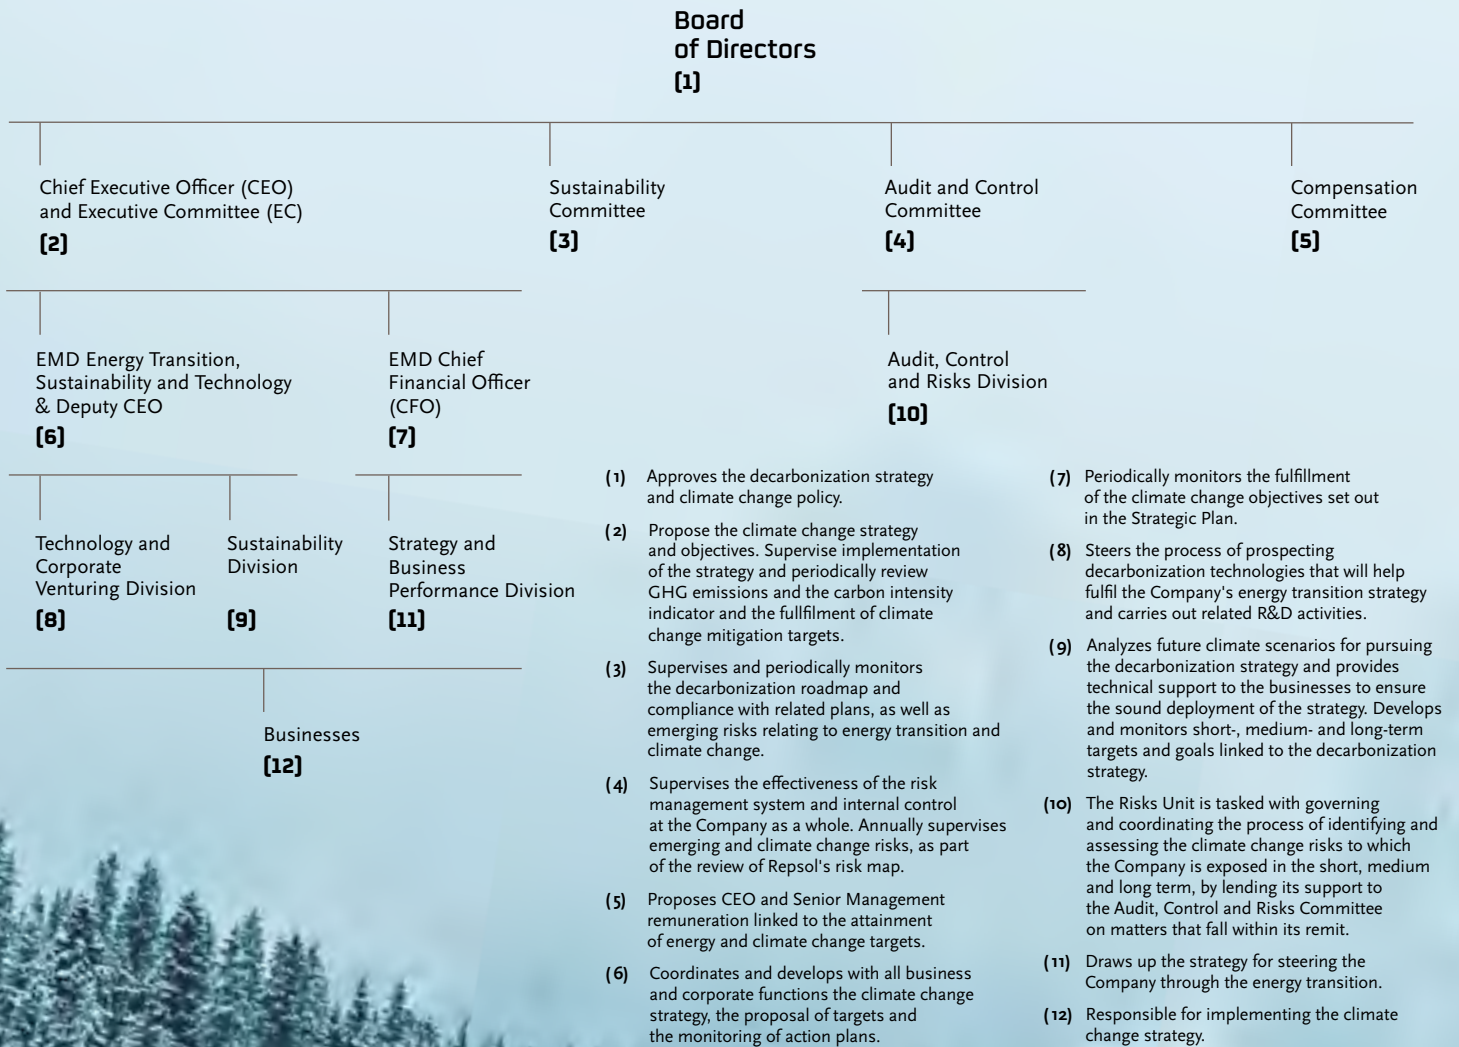 Board
of Directors
(1)
Chief Executive Officer (CEO)
and Executive Committee (EC)
(2)
Sustainability
Committee
(3)
Audit and Control
Committee
(4)
Compensation
Committee
(5)
EMD Energy Transition,
Sustainability and Technology
& Deputy CEO
(6)
EMD Chief
Financial Officer
(CFO)
(7)
Audit, Control
and Risks Division
(10)
Technology and
Corporate
Venturing Division
(8)
Sustainability
Division
(9)
Strategy and
Business
Performance Division
(11)
Businesses
(12)
(1) Approves the decarbonization strategy
and climate change policy.
(2) Propose the climate change strategy
and objectives. Supervise implementation
of the strategy and periodically review
GHG emissions and the carbon intensity
indicator and the fullfilment of climate
change mitigation targets.
(3) Supervises and periodically monitors
the decarbonization roadmap and
compliance with related plans, as well as
emerging risks relating to energy transition and
climate change.
(4) Supervises the effectiveness of the risk
management system and internal control
at the Company as a whole. Annually supervises
emerging and climate change risks, as part
of the review of Repsol's risk map.
(5) Proposes CEO and Senior Management
remuneration linked to the attainment
of energy and climate change targets.
(6) Coordinates and develops with all business
and corporate functions the climate change
strategy, the proposal of targets and
the monitoring of action plans.
(7) Periodically monitors the fulfillment
of the climate change objectives set out
in the Strategic Plan.
(8) Steers the process of prospecting
decarbonization technologies that will help
fulfil the Company's energy transition strategy
and carries out related R&D activities.
(9) Analyzes future climate scenarios for pursuing
the decarbonization strategy and provides
technical support to the businesses to ensure
the sound deployment of the strategy. Develops
and monitors short-, medium- and long-term
targets and goals linked to the decarbonization
strategy.
(10) The Risks Unit is tasked with governing
and coordinating the process of identifying and
assessing the climate change risks to which
the Company is exposed in the short, medium
and long term, by lending its support to
the Audit, Control and Risks Committee
on matters that fall within its remit.
(11) Draws up the strategy for steering the
Company through the energy transition.
(12) Responsible for implementing the climate
change strategy.